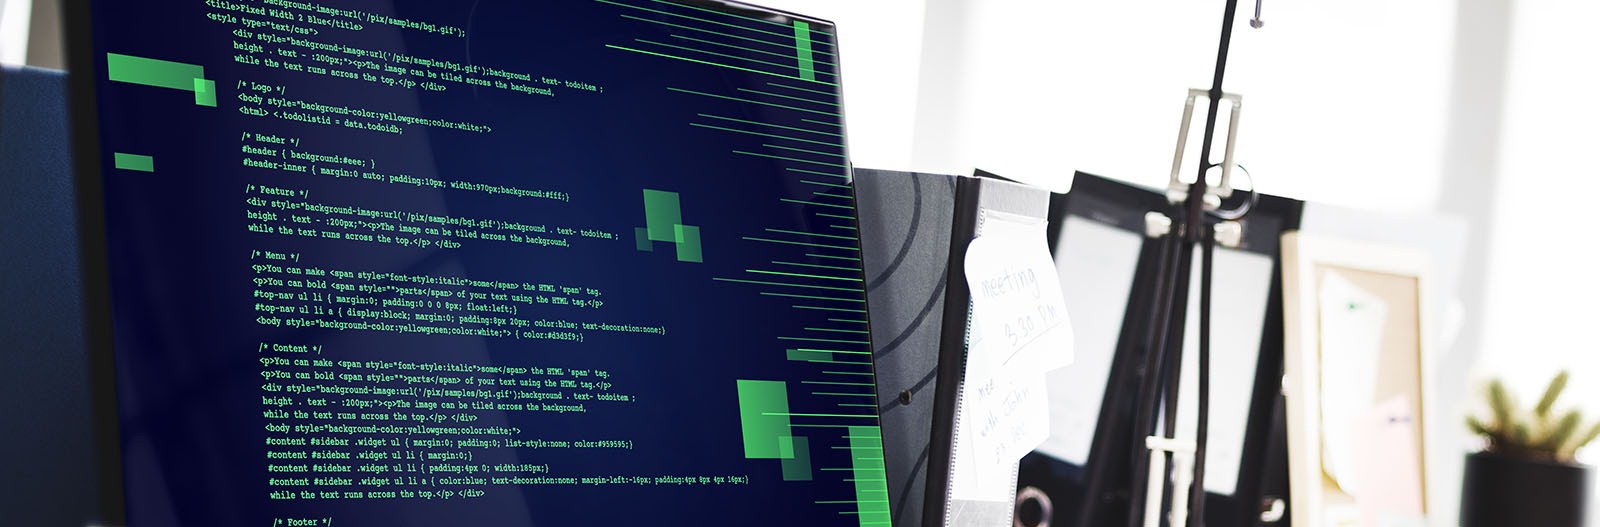 background-image:url('/pix/samples/bg1.gif');
<title>Fixed Width 2 Blue</title>
<style type="text/css">
<div style="background-image:url('/pix/samples/bg1.gif');background . text- todoitem ;
height . text - :200px;"><p>The image can be tiled across the background,
while the text runs across the top.</p> </div>
/* Logo */
<body style="background-color:yellowgreen;color:white;">
<html> <.todolistid = data.todoidb;
/* Header */
#header { background:#eee; }
#header-inner { margin:0 auto; padding:10px; width:970px;background:#fff;}
/* Feature */
<div style="background-image:url('/pix/samples/bg1.gif');background . text- todoitem ;
height . text - :200px;"><p>The image can be tiled across the background,
while the text runs across the top.</p> </div>
/* Menu */
<p>You can make <span style="font-style:italic">some</span> the HTML 'span' tag.
<p>You can bold <span style="">parts</span> of your text using the HTML tag.</p>
#top-nav ul li { margin:0; padding:0 0 0 8px; float:left;}
#top-nav ul li a { display:block; margin:0; padding:8px 20px; color:blue; text-decoration:none;}
<body style="background-color:yellowgreen;color:white;"> { color:#d3d3f9;}
/* Content */
<p>You can make <span style="font-style:italic">some</span> the HTML 'span' tag.
<p>You can bold <span style="">parts</span> of your text using the HTML tag.</p>
<div style="background-image:url('/pix/samples/bg1.gif');background . text- todoitem ;
height . text - :200px;"><p>The image can be tiled across the background,
while the text runs across the top.</p> </div>
<body style="background-color:yellowgreen;color:white;">
#content #sidebar .widget ul { margin:0; padding:0; list-style:none; color:#959595;}
#content #sidebar .widget ul { margin:0;}
#content #sidebar .widget ul { padding:4px 0; width:185px;}
#content #sidebar .widget ul li a { color:blue; text-decoration:none; margin-left:-16px; padding:4px 8px 4px 16px;}
while the text runs across the top.</p> </div>
/* Footer */
meeting
3:30 PM
meet
with John